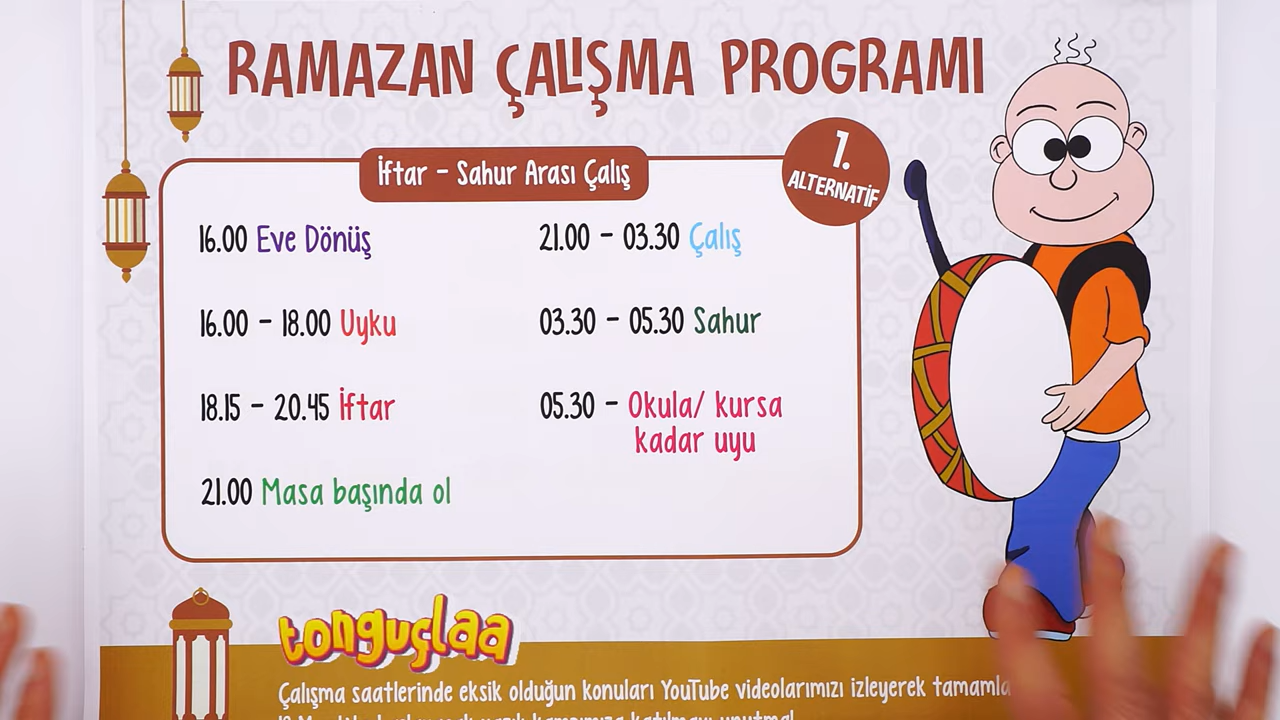 RAMAZAN ÇALIŞMA PROGRAMI
İftar - Sahur Arası Çalış
1.
ALTERNATİF
16.00 Eve Dönüş
16.00 - 18.00 Uyku
18.15 - 20.45 İftar
21.00 Masa başında ol
21.00 - 03.30 Çalış
03.30 - 05.30 Sahur
05.30 - Okula/ kursa
kadar uyu
tonguçlaa
Çalışma saatlerinde eksik olduğun konuları YouTube videolarımızı izleyerek tamamla